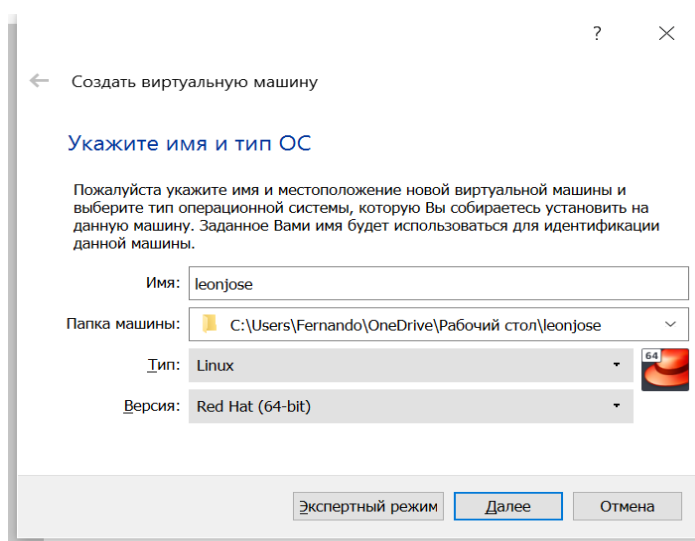 ?
Создать виртуальную машину
Укажите имя и тип ОС
Пожалуйста укажите имя и местоположение новой виртуальной машины и
выберите тип операционной системы, которую Вы собираетесь установить на
данную машину. Заданное Вами имя будет использоваться для идентификации
данной машины.
Имя: leonjose
Папка машины: C:\Users\Fernando\OneDrive\Рабочий стол\leonjose
Тип: Linux
64
Версия: Red Hat (64-bit)
Экспертный режим Далее Отмена